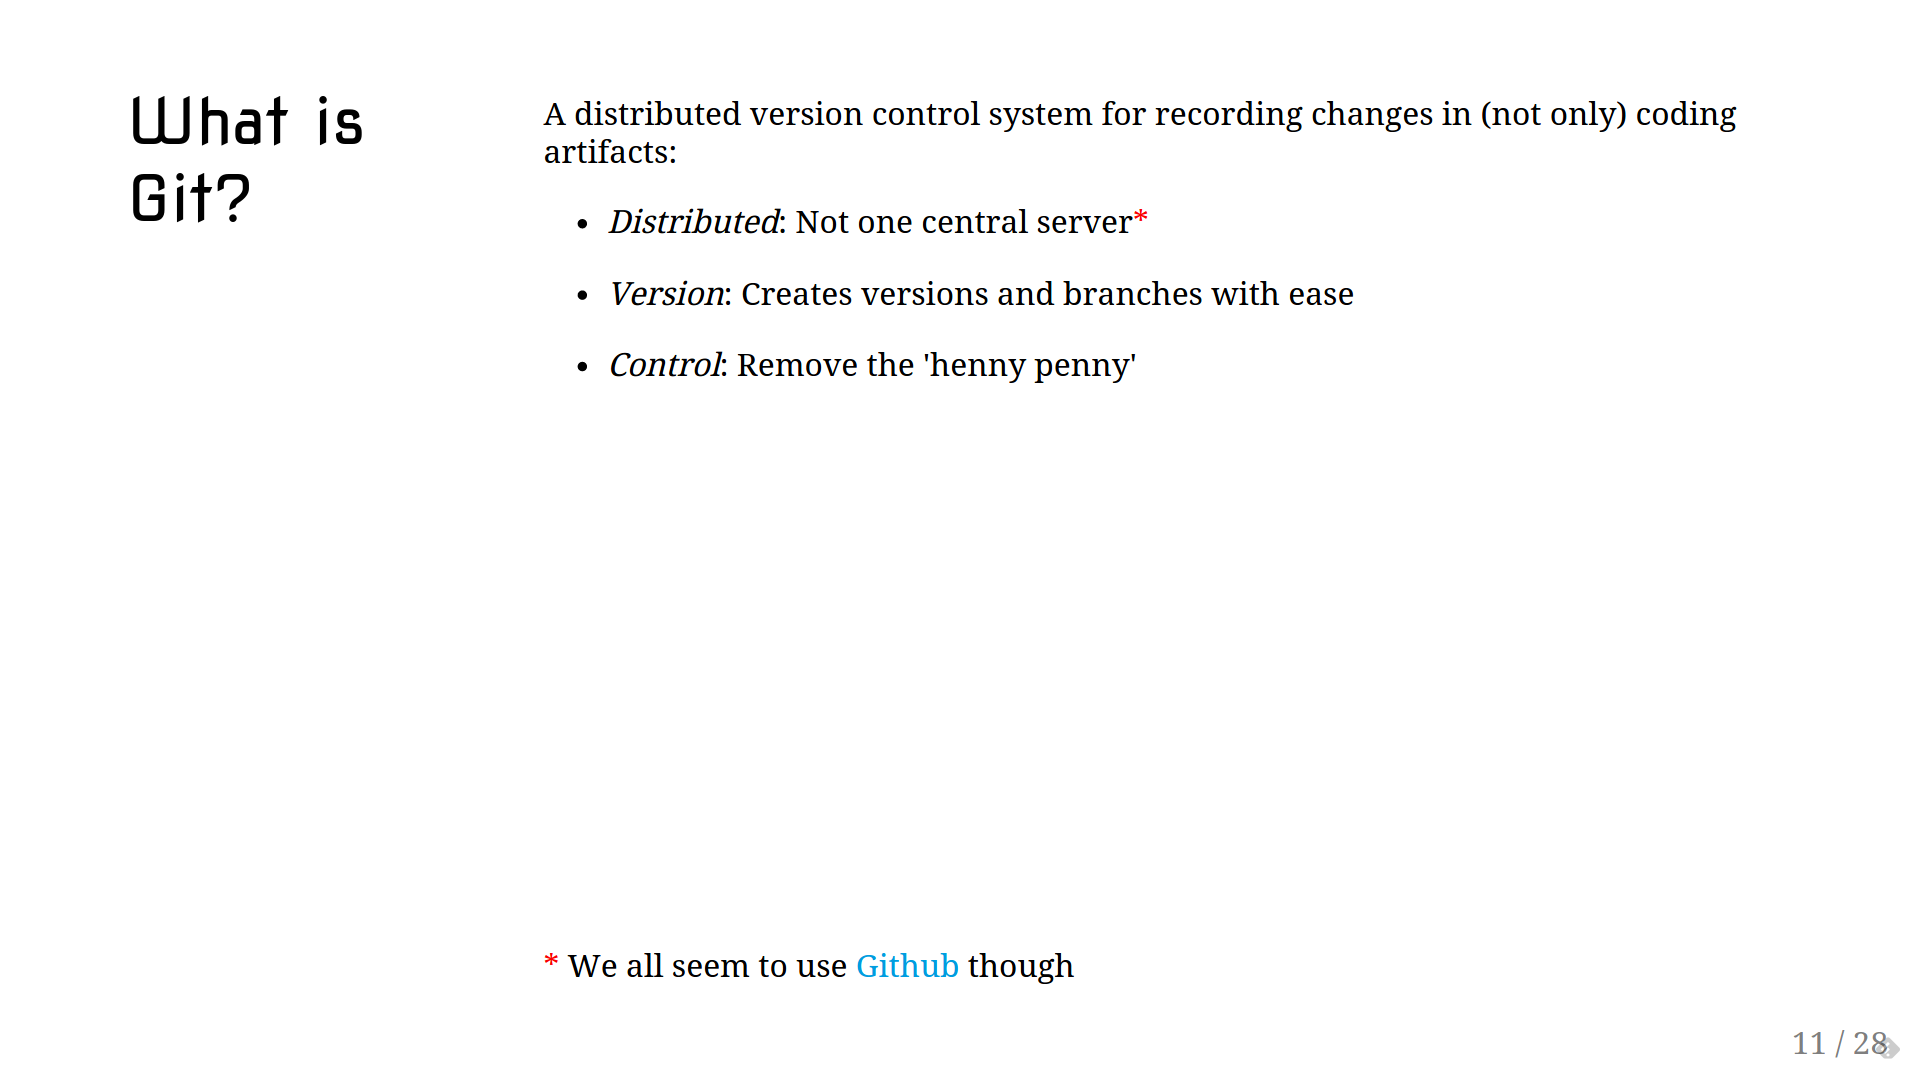 What is
Git?
A distributed version control system for recording changes in (not only) coding
artifacts:
• Distributed: Not one central server*
• Version: Creates versions and branches with ease
• Control: Remove the 'henny penny'
* We all seem to use Github though
11 / 28